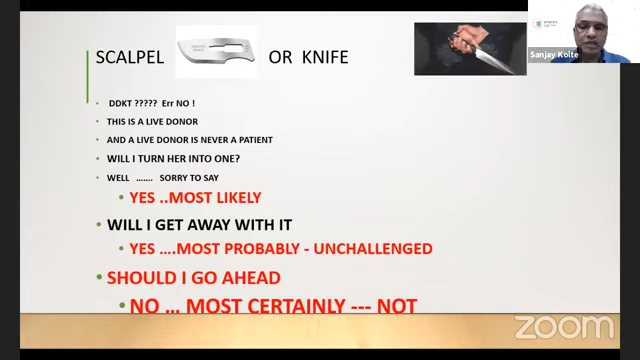 Sanjay Kolte
SCALPEL OR KNIFE
DDKT ????? Err NO !
THIS IS A LIVE DONOR
AND A LIVE DONOR IS NEVER A PATIENT
WILL I TURN HER INTO ONE?
WELL ....... SORRY TO SAY
YES ..MOST LIKELY
WILL I GET AWAY WITH IT
YES ....MOST PROBABLY - UNCHALLENGED
SHOULD I GO AHEAD
NO ... MOST CERTAINLY --- NOT
zoom